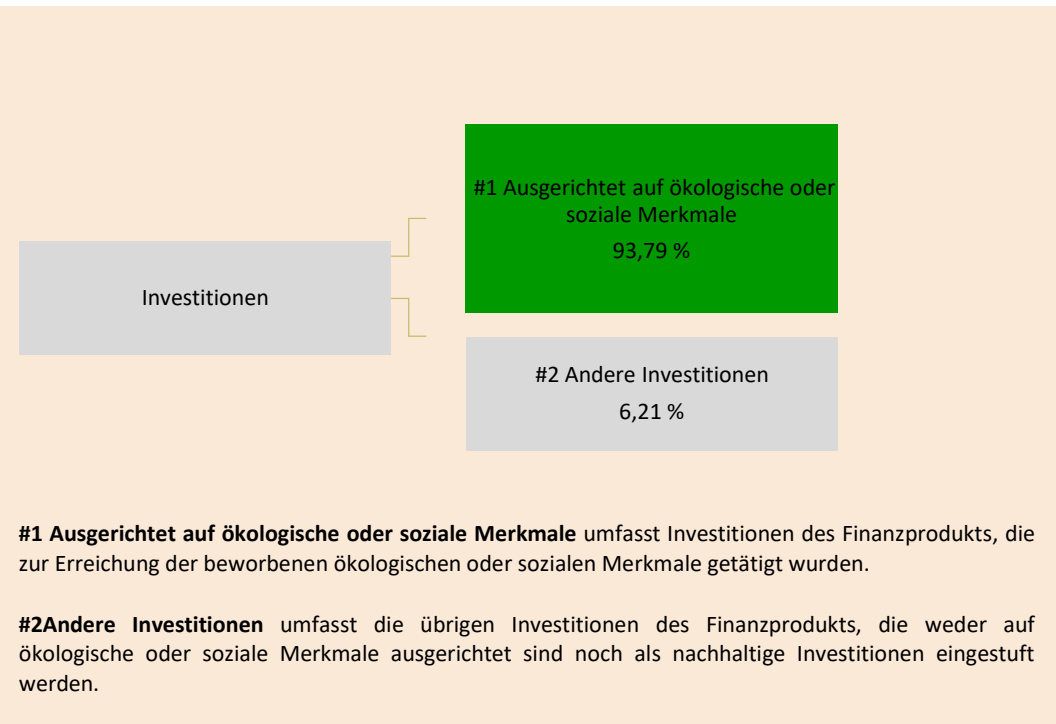 #1 Ausgerichtet auf ökologische oder
soziale Merkmale
93,79 %
Investitionen
#2 Andere Investitionen
6,21 %
#1 Ausgerichtet auf ökologische oder soziale Merkmale umfasst Investitionen des Finanzprodukts, die
zur Erreichung der beworbenen ökologischen oder sozialen Merkmale getätigt wurden.
#2Andere Investitionen umfasst die übrigen Investitionen des Finanzprodukts, die weder auf
ökologische oder soziale Merkmale ausgerichtet sind noch als nachhaltige Investitionen eingestuft
werden.